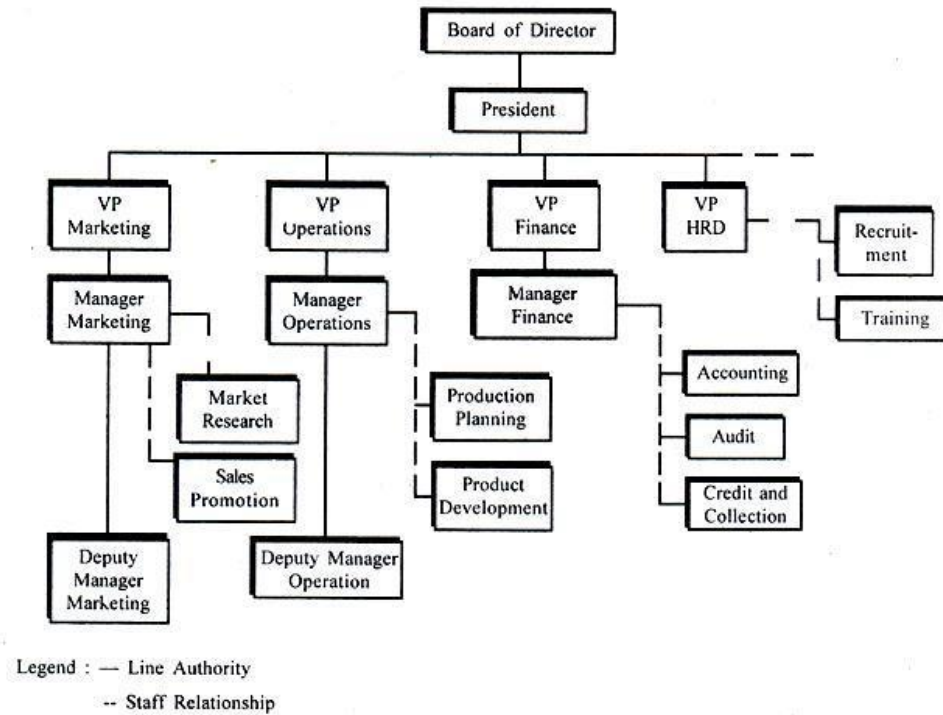 Board of Director
President
VP
Marketing
VP
Operations
VP
Finance
VP
HRD
Recruit-
ment
Training
Manager
Marketing
Manager
Operations
Manager
Finance
Market
Research
Sales
Promotion
Production
Planning
Product
Development
Accounting
Audit
Credit and
Collection
Deputy
Manager
Marketing
Deputy Manager
Operation
Legend : — Line Authority
-- Staff Relationship